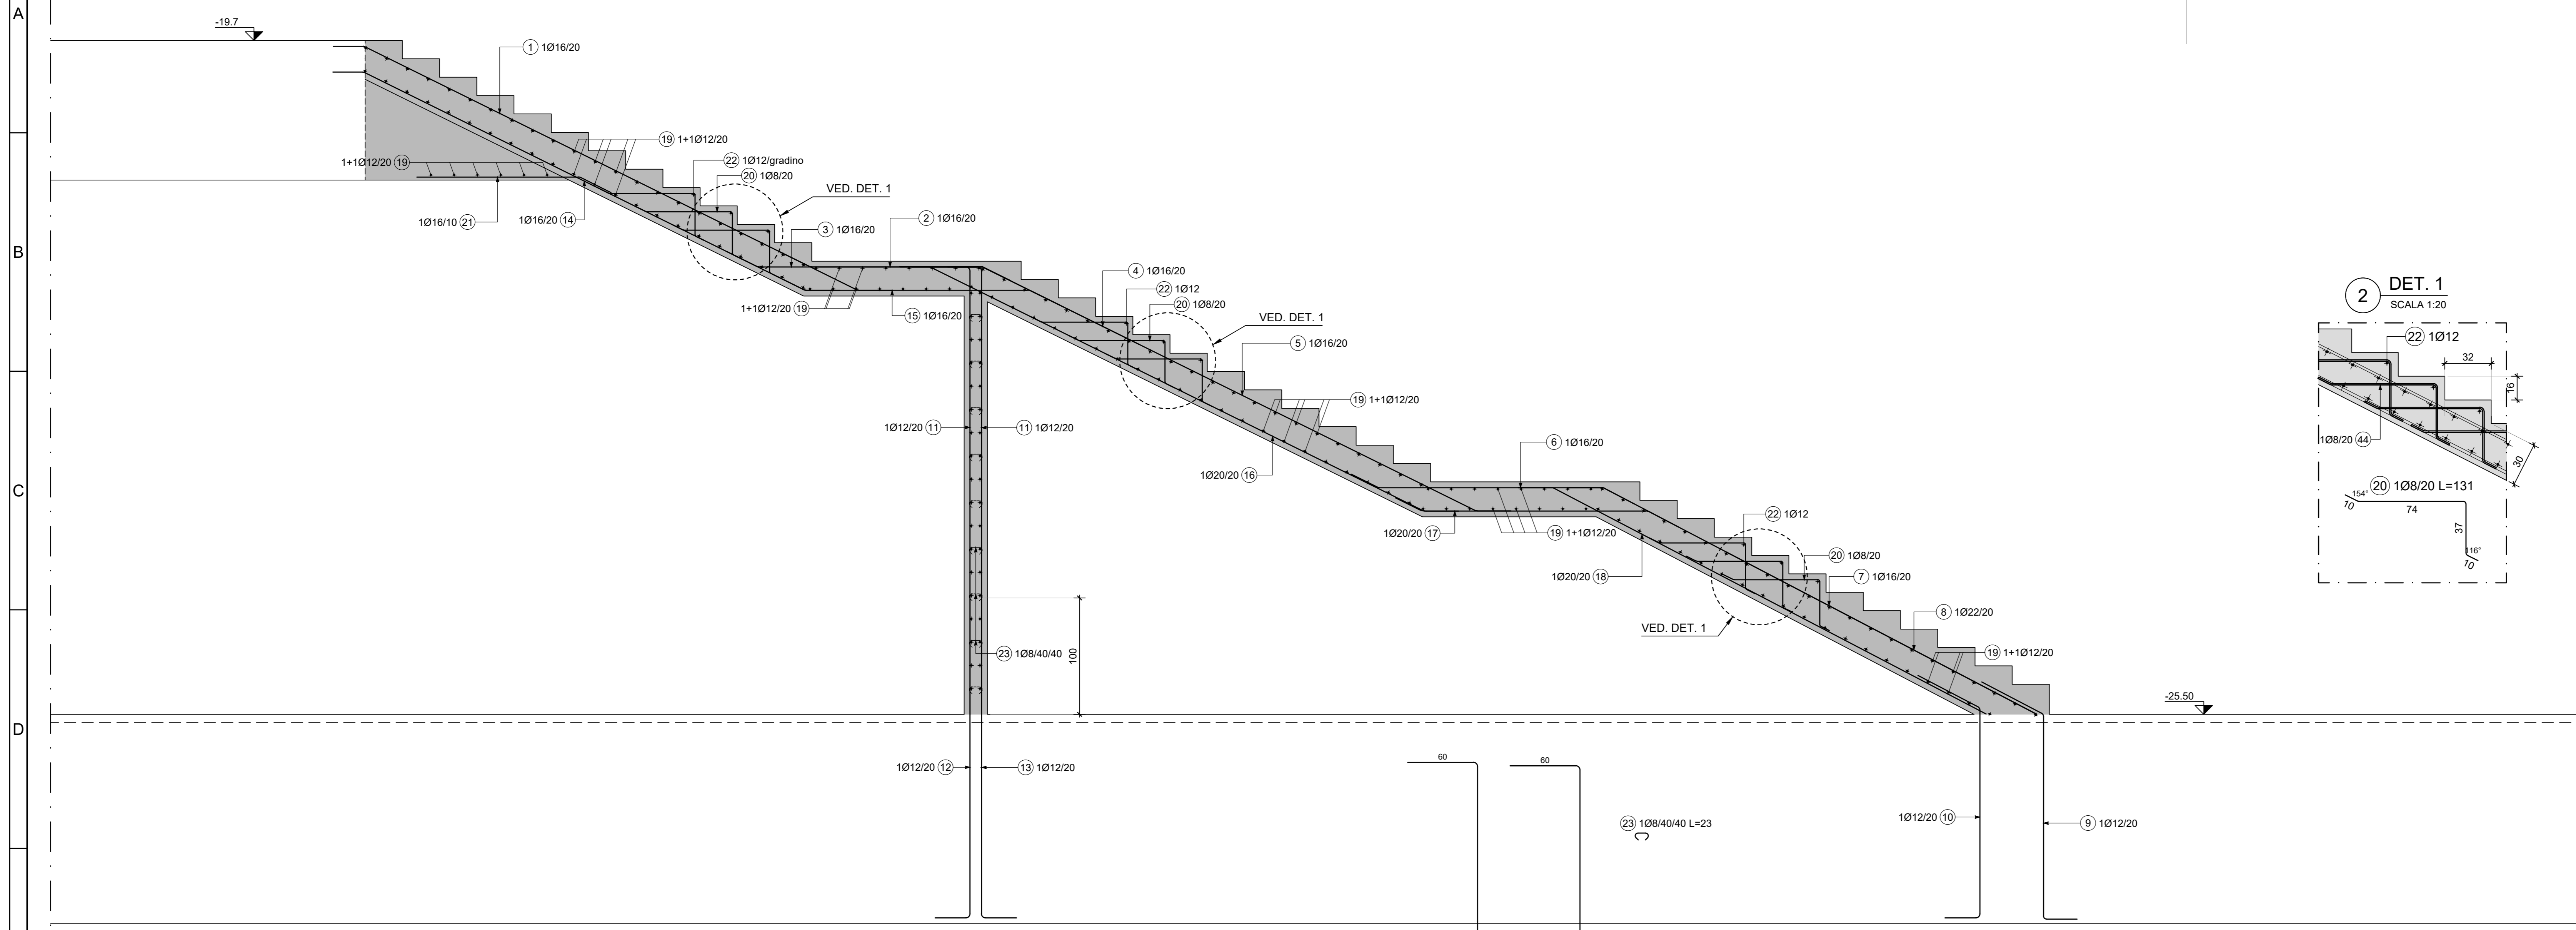 A
-19.7
1 1Ø16/20
19 1+1Ø12/20
1+1Ø12/20 19
22 1Ø12/gradino
20 1Ø8/20
VED. DET. 1
1Ø16/10 21
1Ø16/20 14
2 1Ø16/20
3 1Ø16/20
B
4 1Ø16/20
22 1Ø12
20 1Ø8/20
1+1Ø12/20 19
15 1Ø16/20
VED. DET. 1
5 1Ø16/20
2 DET. 1
SCALA 1:20
22 1Ø12
32
16
1Ø8/20 44
30
20 1Ø8/20 L=131
154°
10
74
37
116°
10
19 1+1Ø12/20
1Ø12/20 11
11 1Ø12/20
6 1Ø16/20
1Ø20/20 16
C
22 1Ø12
1Ø20/20 17
19 1+1Ø12/20
20 1Ø8/20
1Ø20/20 18
7 1Ø16/20
8 1Ø22/20
VED. DET. 1
23 1Ø8/40/40
100
19 1+1Ø12/20
-25.50
D
1Ø12/20 12
13 1Ø12/20
60
60
23 1Ø8/40/40 L=23
1Ø12/20 10
9 1Ø12/20